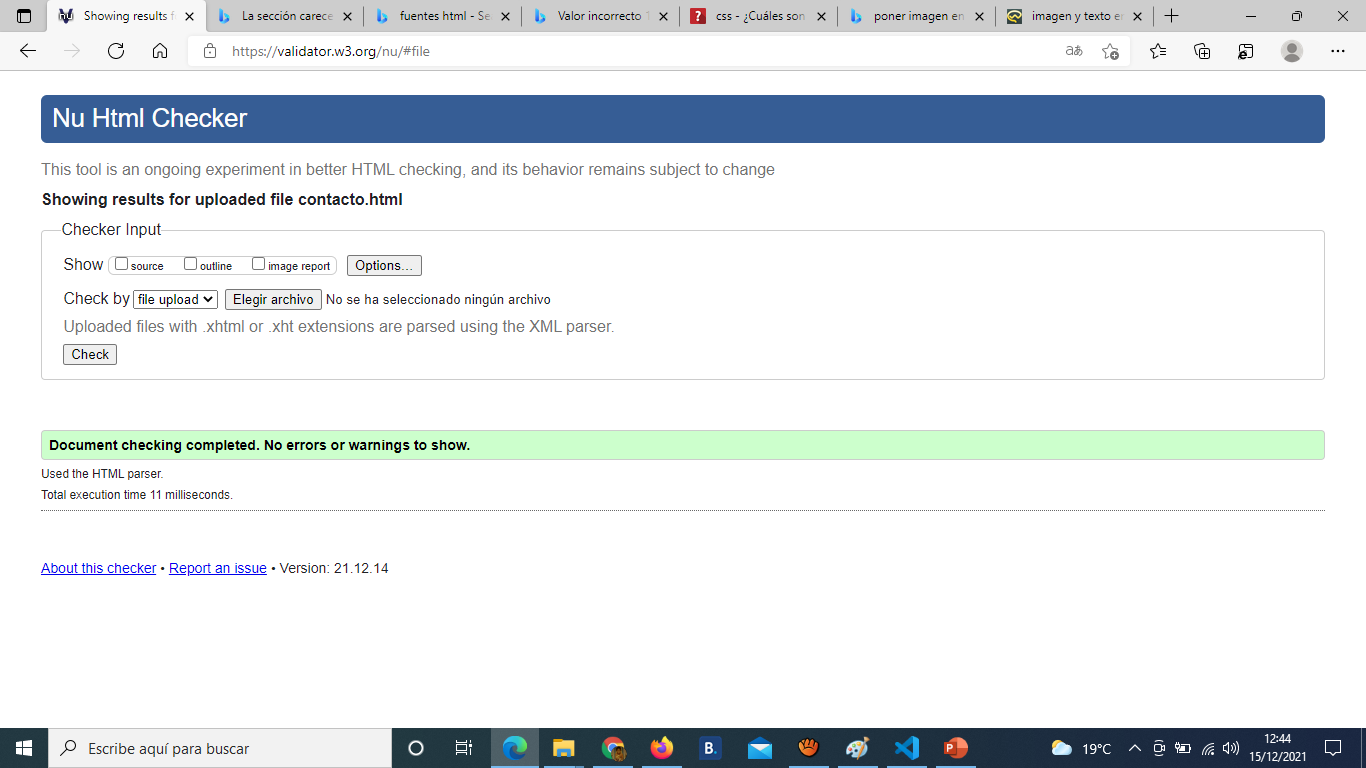 Showing results f
La sección carece
fuentes html - Se
Valor incorrecto
css - ¿Cuáles son
poner imagen en
imagen y texto en
https://validator.w3.org/nu/#file
Nu Html Checker
This tool is an ongoing experiment in better HTML checking, and its behavior remains subject to change
Showing results for uploaded file contacto.html
Checker Input
Show source outline image report Options...
Check by file upload Elegir archivo No se ha seleccionado ningún archivo
Uploaded files with .xhtml or .xht extensions are parsed using the XML parser.
Check
Document checking completed. No errors or warnings to show.
Used the HTML parser.
Total execution time 11 milliseconds.
About this checker • Report an issue • Version: 21.12.14
Escribe aquí para buscar
B.
19°C
12:44
15/12/2021